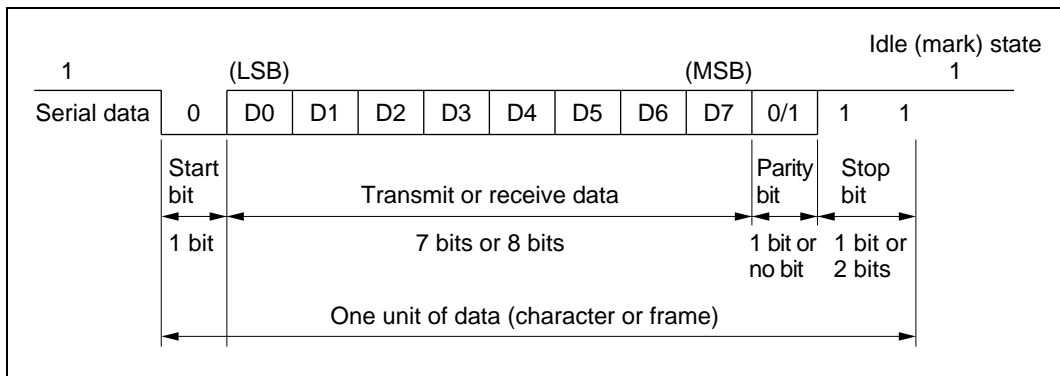 Idle (mark) state
1 (LSB) (MSB) 1
Serial data 0 D0 D1 D2 D3 D4 D5 D6 D7 0/1 1 1
Start Parity Stop
bit Transmit or receive data bit bit
1 bit 7 bits or 8 bits 1 bit or 1 bit or
no bit 2 bits
One unit of data (character or frame)